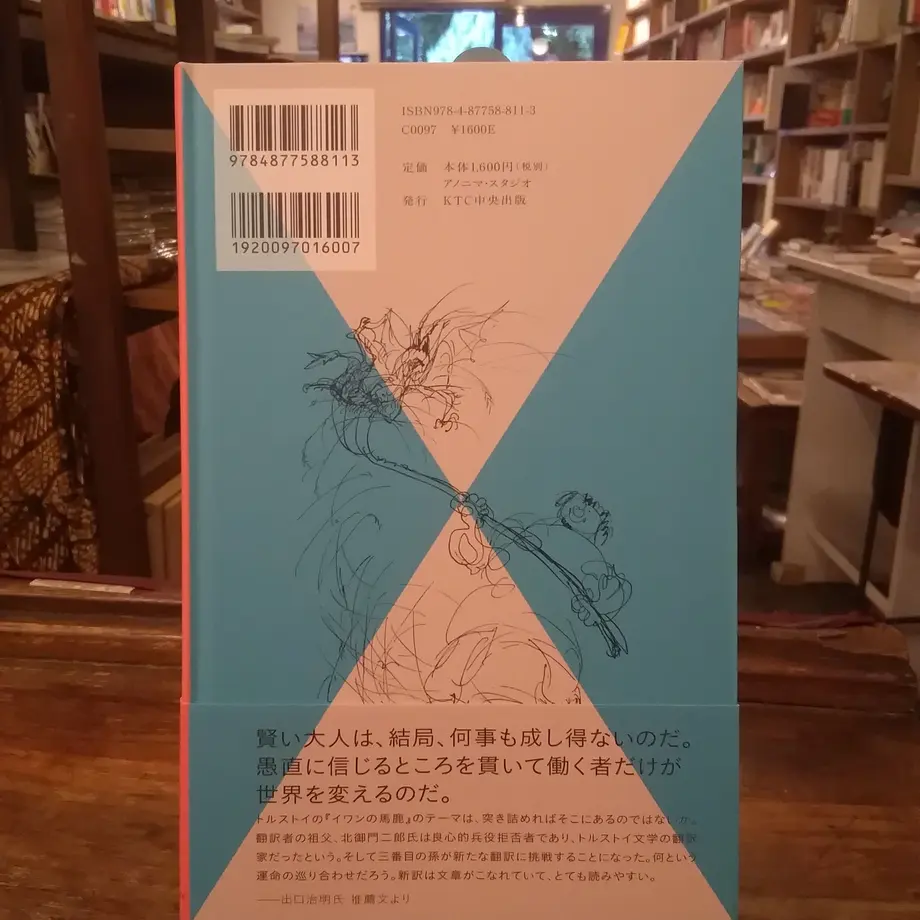 9784877588113
1920097016007
ISBN978-4-87758-811-3
C0097 ¥1600E
定価 本体1,600円(税別)
アノニマ・スタジオ
発行 KTC中央出版
賢い大人は、結局、何事も成し得ないのだ。
愚直に信じるところを貫いて働く者だけが
世界を変えるのだ。
トルストイの『イワンの馬鹿』のテーマは、突き詰めればそこにあるのではないか。
翻訳者の祖父、北御門二郎氏は良心的兵役拒否者であり、トルストイ文学の翻訳
家だったという。そして三番目の孫が新たな翻訳に挑戦することになった。何という
運命の巡り合わせだろう。新訳は文章がこなれていて、とても読みやすい。
——出口治明氏 推薦文より